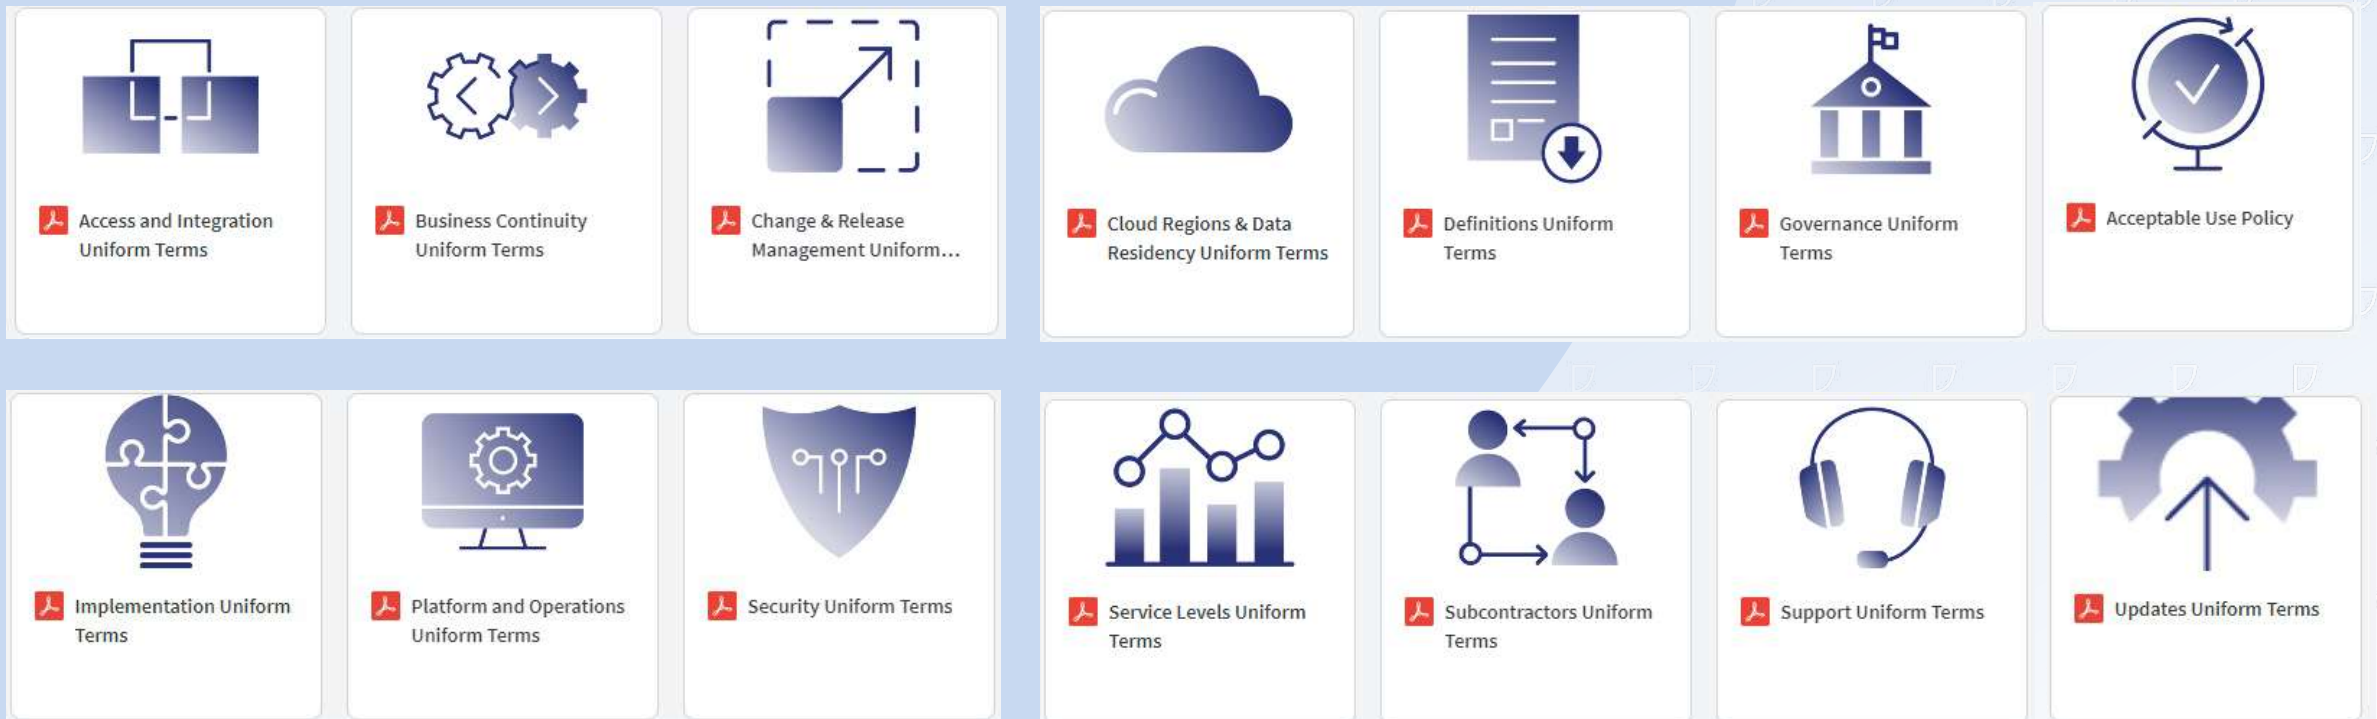 Access and Integration
Uniform Terms
Business Continuity
Uniform Terms
Change & Release
Management Uniform...
Cloud Regions & Data
Residency Uniform Terms
Definitions Uniform
Terms
Governance Uniform
Terms
Acceptable Use Policy
Implementation Uniform
Terms
Platform and Operations
Uniform Terms
Security Uniform Terms
Service Levels Uniform
Terms
Subcontractors Uniform
Terms
Support Uniform Terms
Updates Uniform Terms